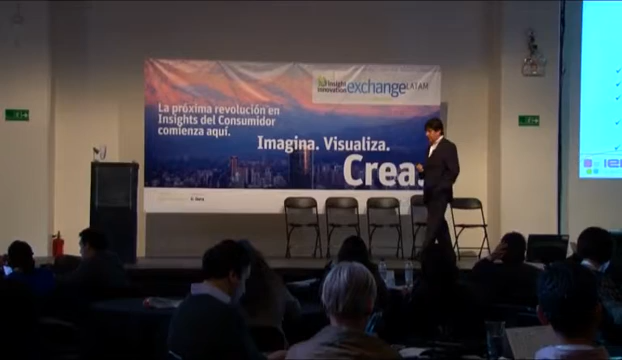 insight
innovation
exchange LATAM
La próxima revolución en
Insights del Consumidor
comienza aquí.
Imagina. Visualiza.
Crea.